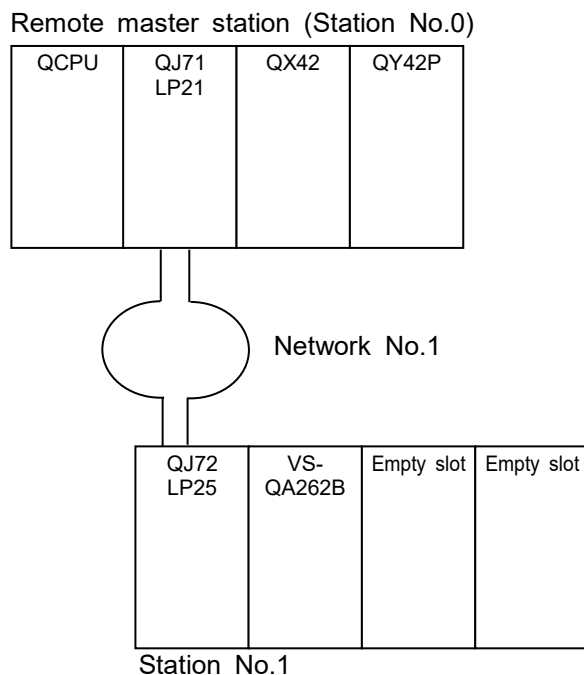 Remote master station (Station No.0)
QCPU
QJ71
LP21
QX42
QY42P
Network No.1
QJ72
LP25
VS-
QA262B
Empty slot
Empty slot
Station No.1